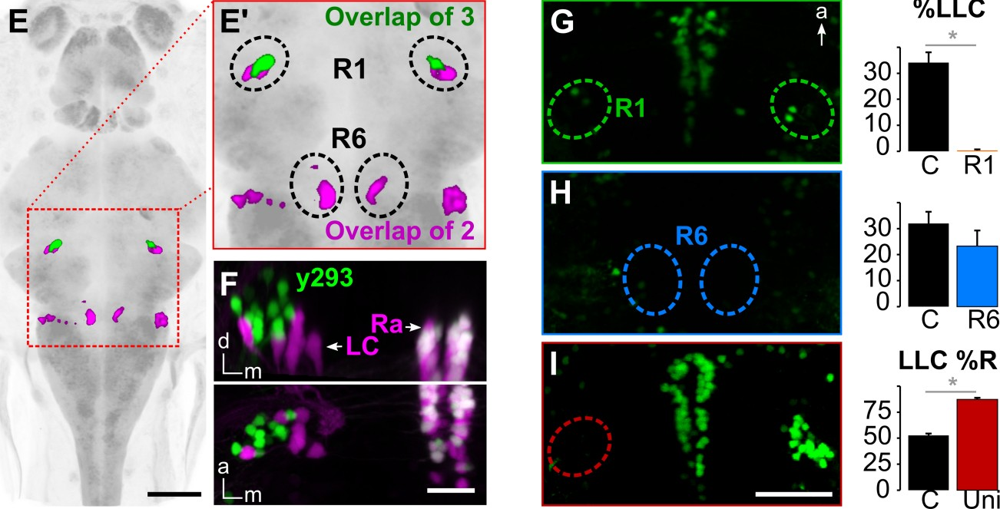 E
E'
Overlap of 3
R1
R6
Overlap of 2
F
y293
Ra
LC
d
m
a
m
G
a
R1
%LLC
*
30
20
10
0
C R1
H
R6
30
20
10
0
C R6
I
LLC %R
*
75
50
25
0
C Uni